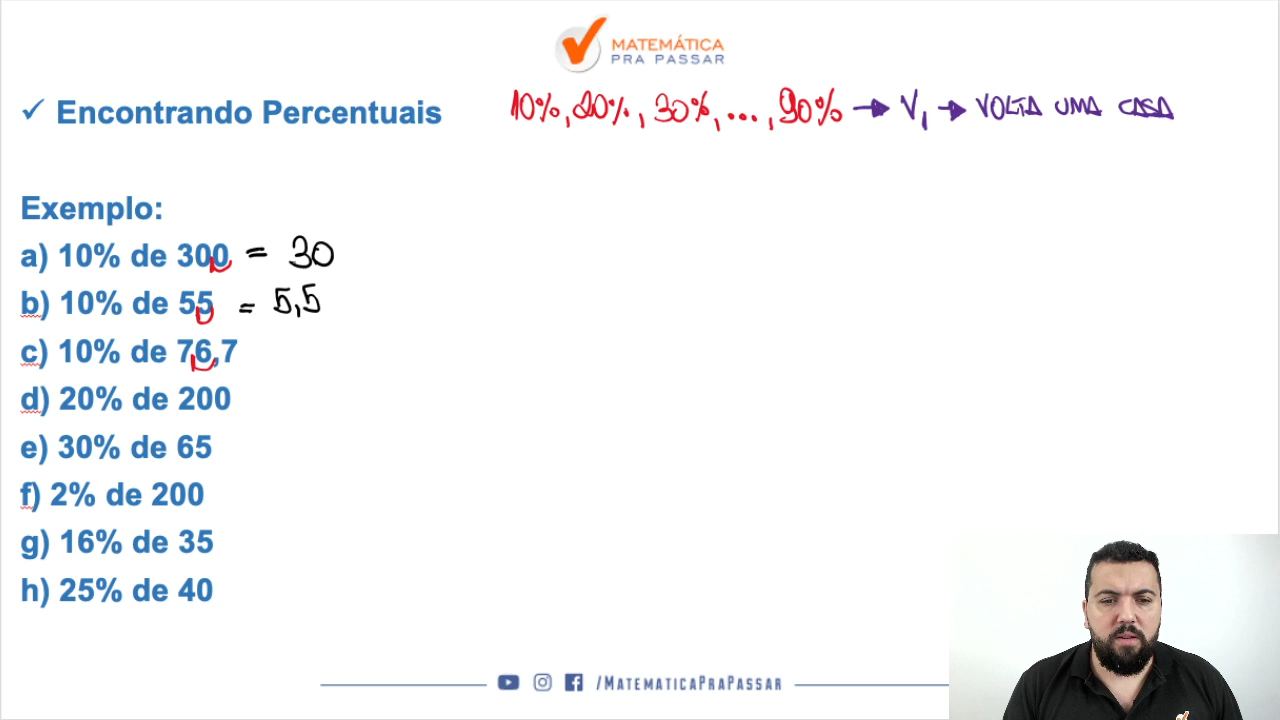 MATEMÁTICA
PRA PASSAR
✓ Encontrando Percentuais 10%, 20%, 30%, ..., 90% → V, → VOLTA UMA CASA
Exemplo:
a) 10% de 300 = 30
b) 10% de 55 = 5,5
c) 10% de 76,7
d) 20% de 200
e) 30% de 65
f) 2% de 200
g) 16% de 35
h) 25% de 40
/MATEMATICAPRAPASSAR